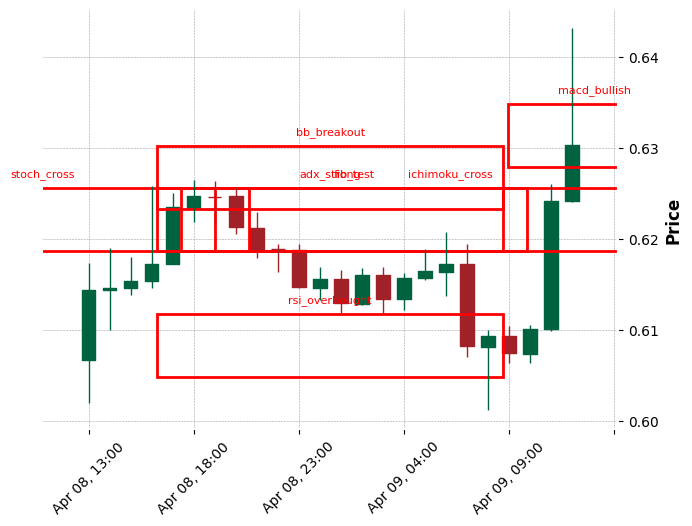 macd_bullish
bb_breakout
stoch_cross
adx_strong
fib_test
ichimoku_cross
rsi_overbought
0.64
0.63
0.62
0.61
0.60
Price
Apr 08, 13:00
Apr 08, 18:00
Apr 08, 23:00
Apr 09, 04:00
Apr 09, 09:00